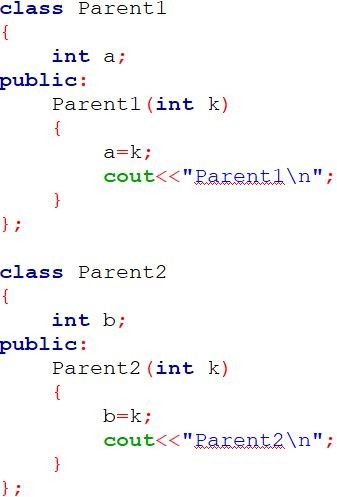 class Parent1
{
    int a;
public:
    Parent1(int k)
    {
        a=k;
        cout<<"Parent1\n";
    }
};

class Parent2
{
    int b;
public:
    Parent2(int k)
    {
        b=k;
        cout<<"Parent2\n";
    }
};